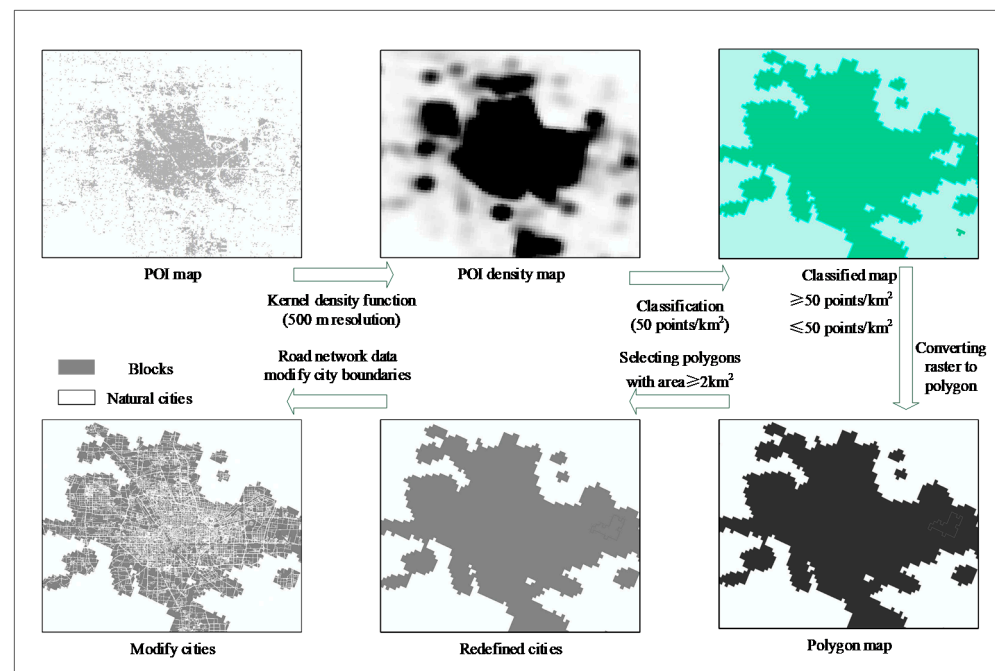 POI map
POI density map
Classified map
Kernel density function
(500 m resolution)
Classification
(50 points/km²)
≥50 points/km²
≤50 points/km²
Converting
raster to
polygon
Selecting polygons
with area≥2km²
Road network data
modify city boundaries
Blocks
Natural cities
Modify cities
Redefined cities
Polygon map